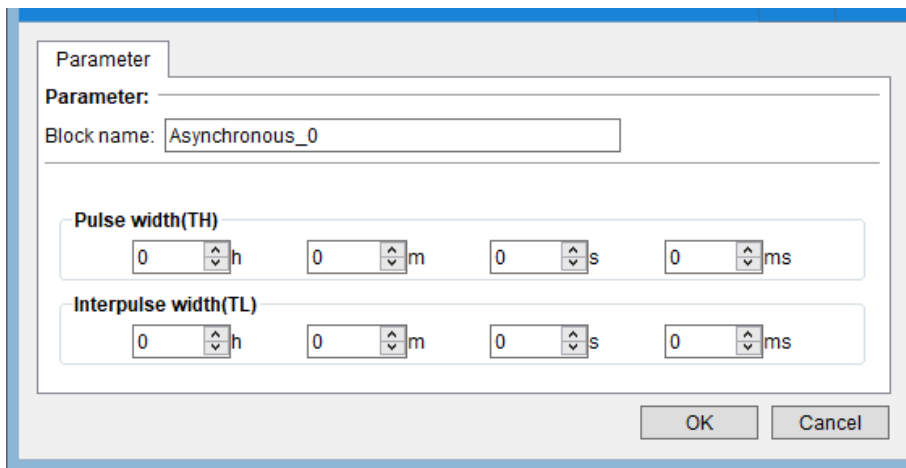 Parameter
Parameter:
Block name: Asynchronous_0
Pulse width(TH)
0 h 0 m 0 s 0 ms
Interpulse width(TL)
0 h 0 m 0 s 0 ms
OK Cancel